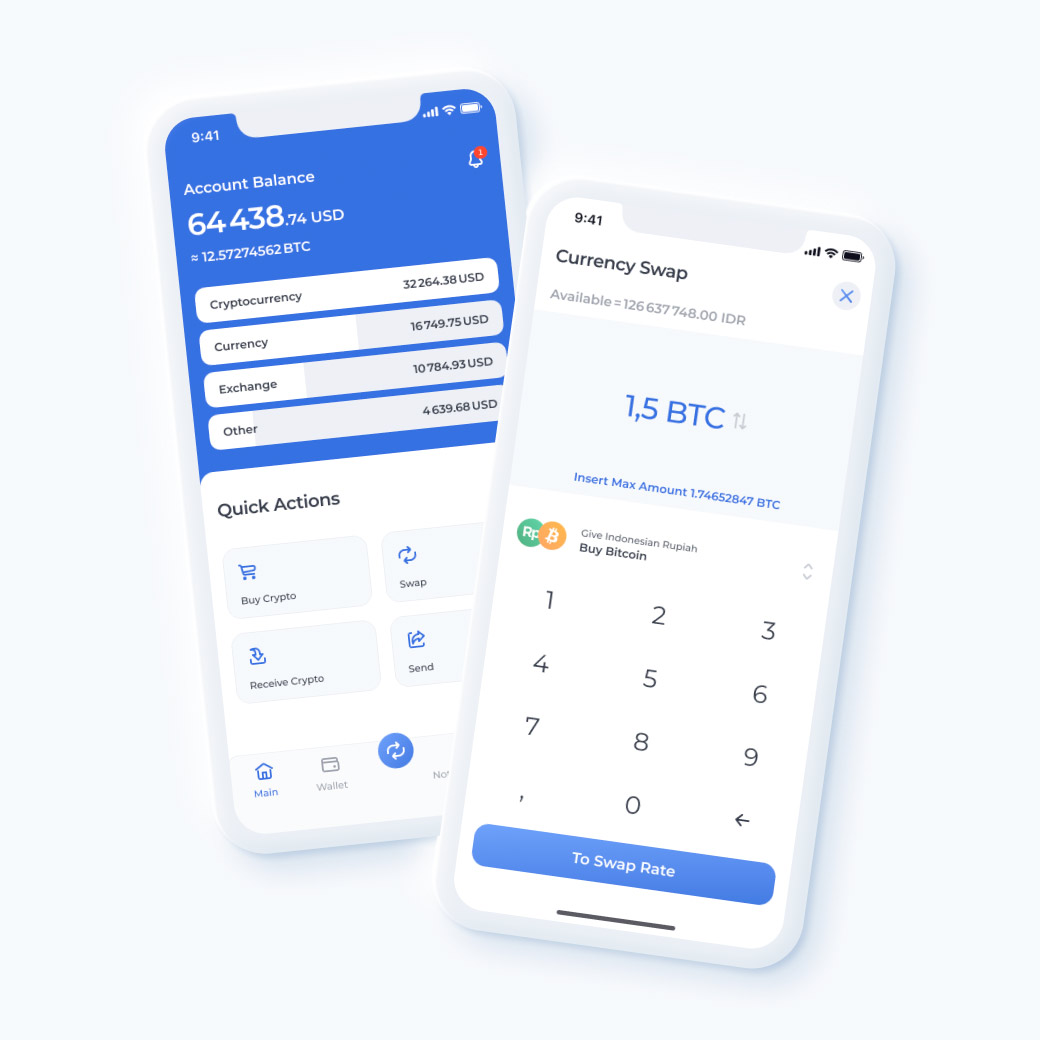 9:41
1
Account Balance
64 438.74 USD
≈ 12.57274562 BTC
Cryptocurrency 32 264.38 USD
Currency 16 749.75 USD
Exchange 10 784.93 USD
Other 4 639.68 USD
Quick Actions
Buy Crypto
Swap
Receive Crypto
Send
Main
Wallet
9:41
Currency Swap
Available = 126 637 748.00 IDR
1,5 BTC
Insert Max Amount 1.74652847 BTC
Rp
Give Indonesian Rupiah
Buy Bitcoin
1 2 3
4 5 6
7 8 9
, 0
To Swap Rate